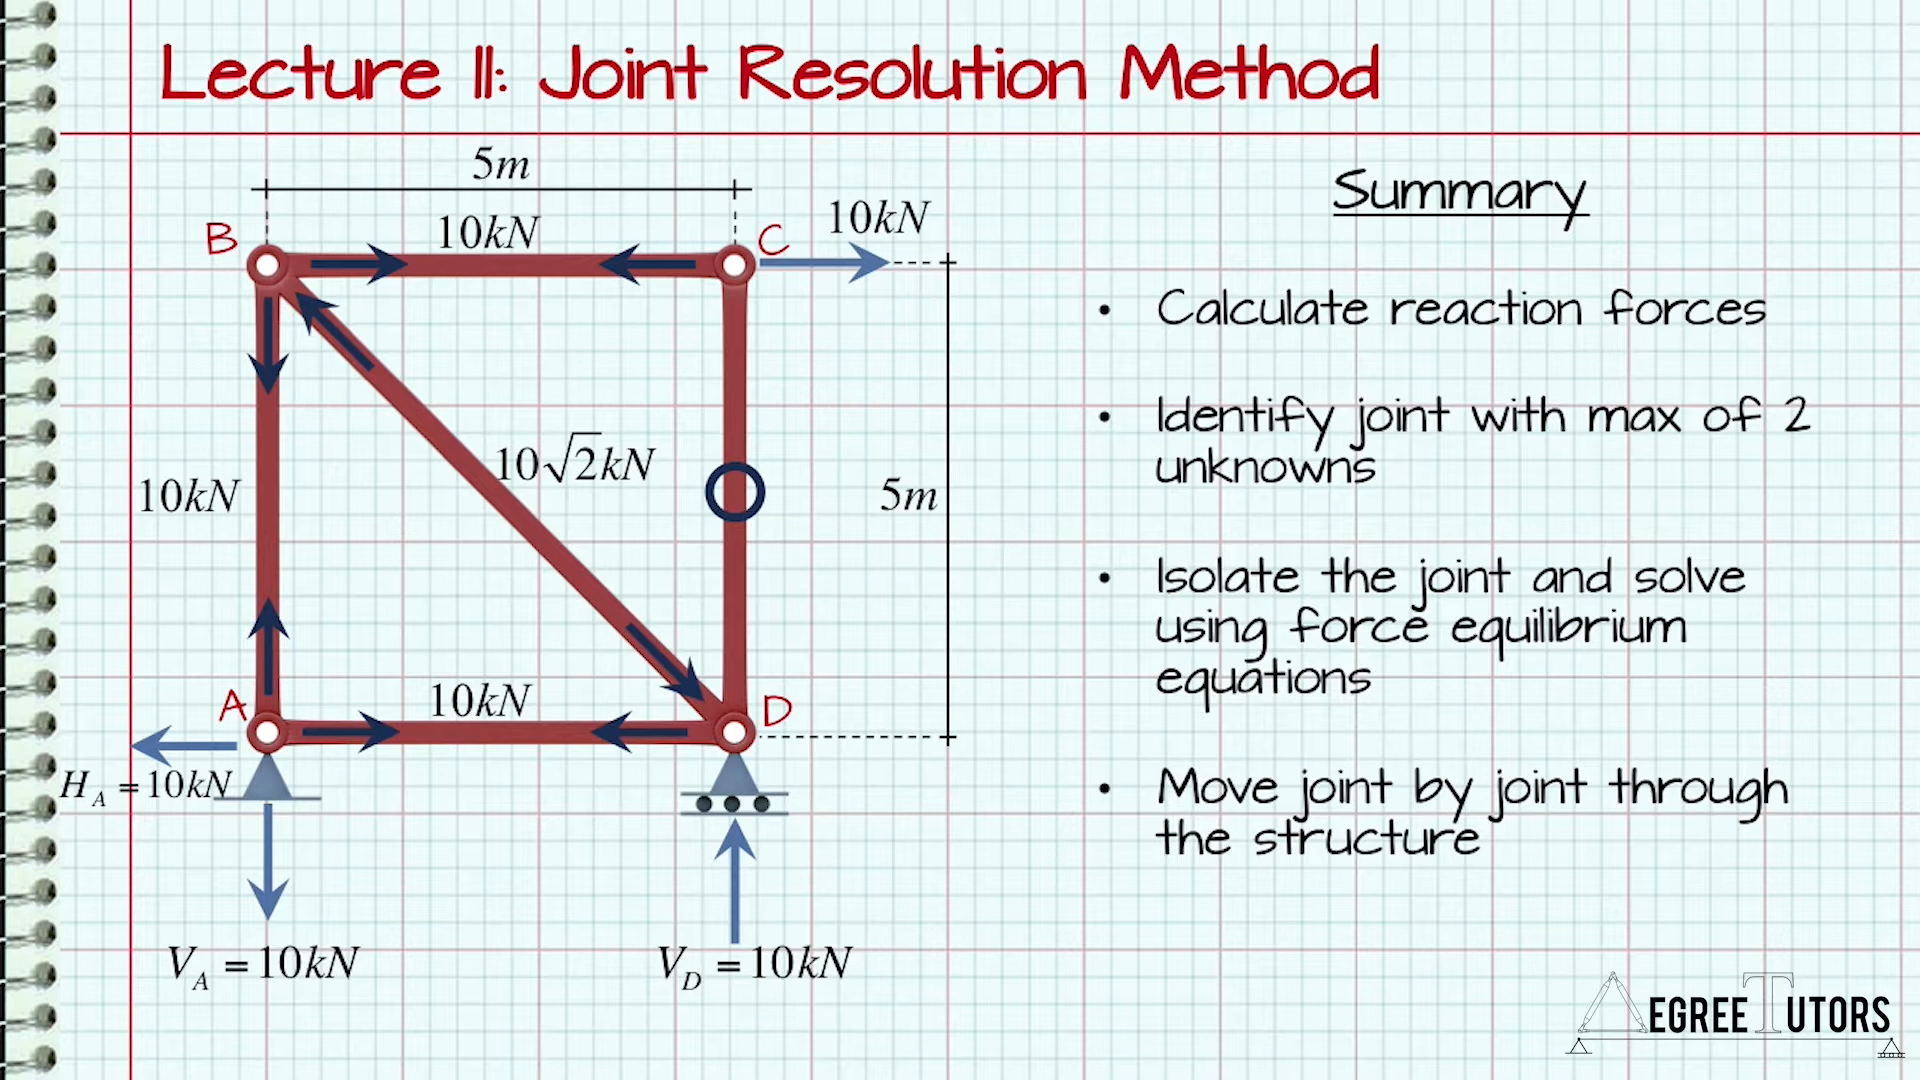 Lecture 11: Joint Resolution Method
5m
B
10kN
C
10kN
10√2kN
10kN
5m
A
10kN
D
H_A = 10kN
V_A = 10kN
V_D = 10kN
Summary
• Calculate reaction forces
• Identify joint with max of 2
unknowns
• Isolate the joint and solve
using force equilibrium
equations
• Move joint by joint through
the structure
DEGREE TUTORS